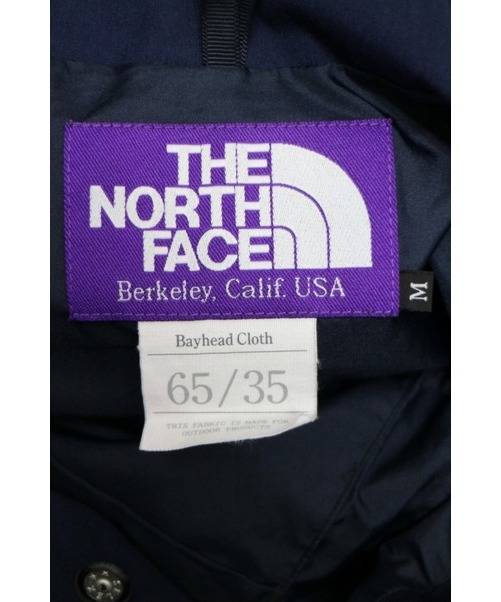 THE
NORTH
FACE
Berkeley, Calif. USA
M
Bayhead Cloth
65/35
THIS FABRIC IS MADE FOR
OUTDOOR PRODUCTS